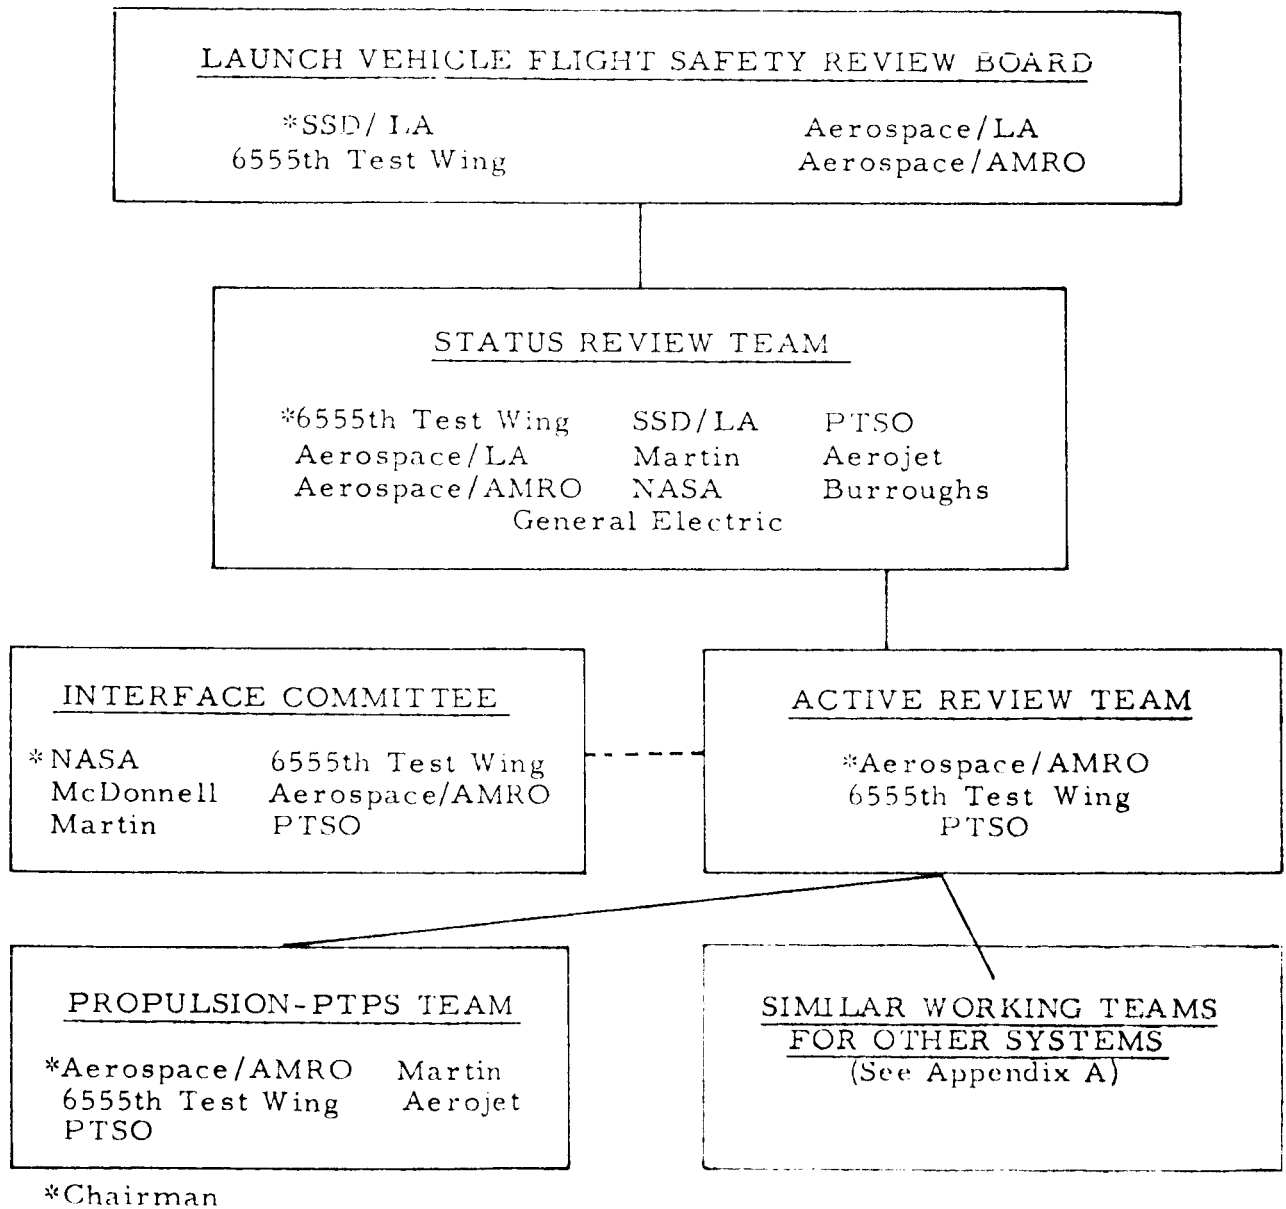 LAUNCH VEHICLE FLIGHT SAFETY REVIEW BOARD
*SSD/LA Aerospace/LA
6555th Test Wing Aerospace/AMRO
STATUS REVIEW TEAM
*6555th Test Wing SSD/LA PTSO
Aerospace/LA Martin Aerojet
Aerospace/AMRO NASA Burroughs
General Electric
INTERFACE COMMITTEE
*NASA 6555th Test Wing
McDonnell Aerospace/AMRO
Martin PTSO
ACTIVE REVIEW TEAM
*Aerospace/AMRO
6555th Test Wing
PTSO
PROPULSION-PTPS TEAM
*Aerospace/AMRO Martin
6555th Test Wing Aerojet
PTSO
SIMILAR WORKING TEAMS
FOR OTHER SYSTEMS
(See Appendix A)
*Chairman